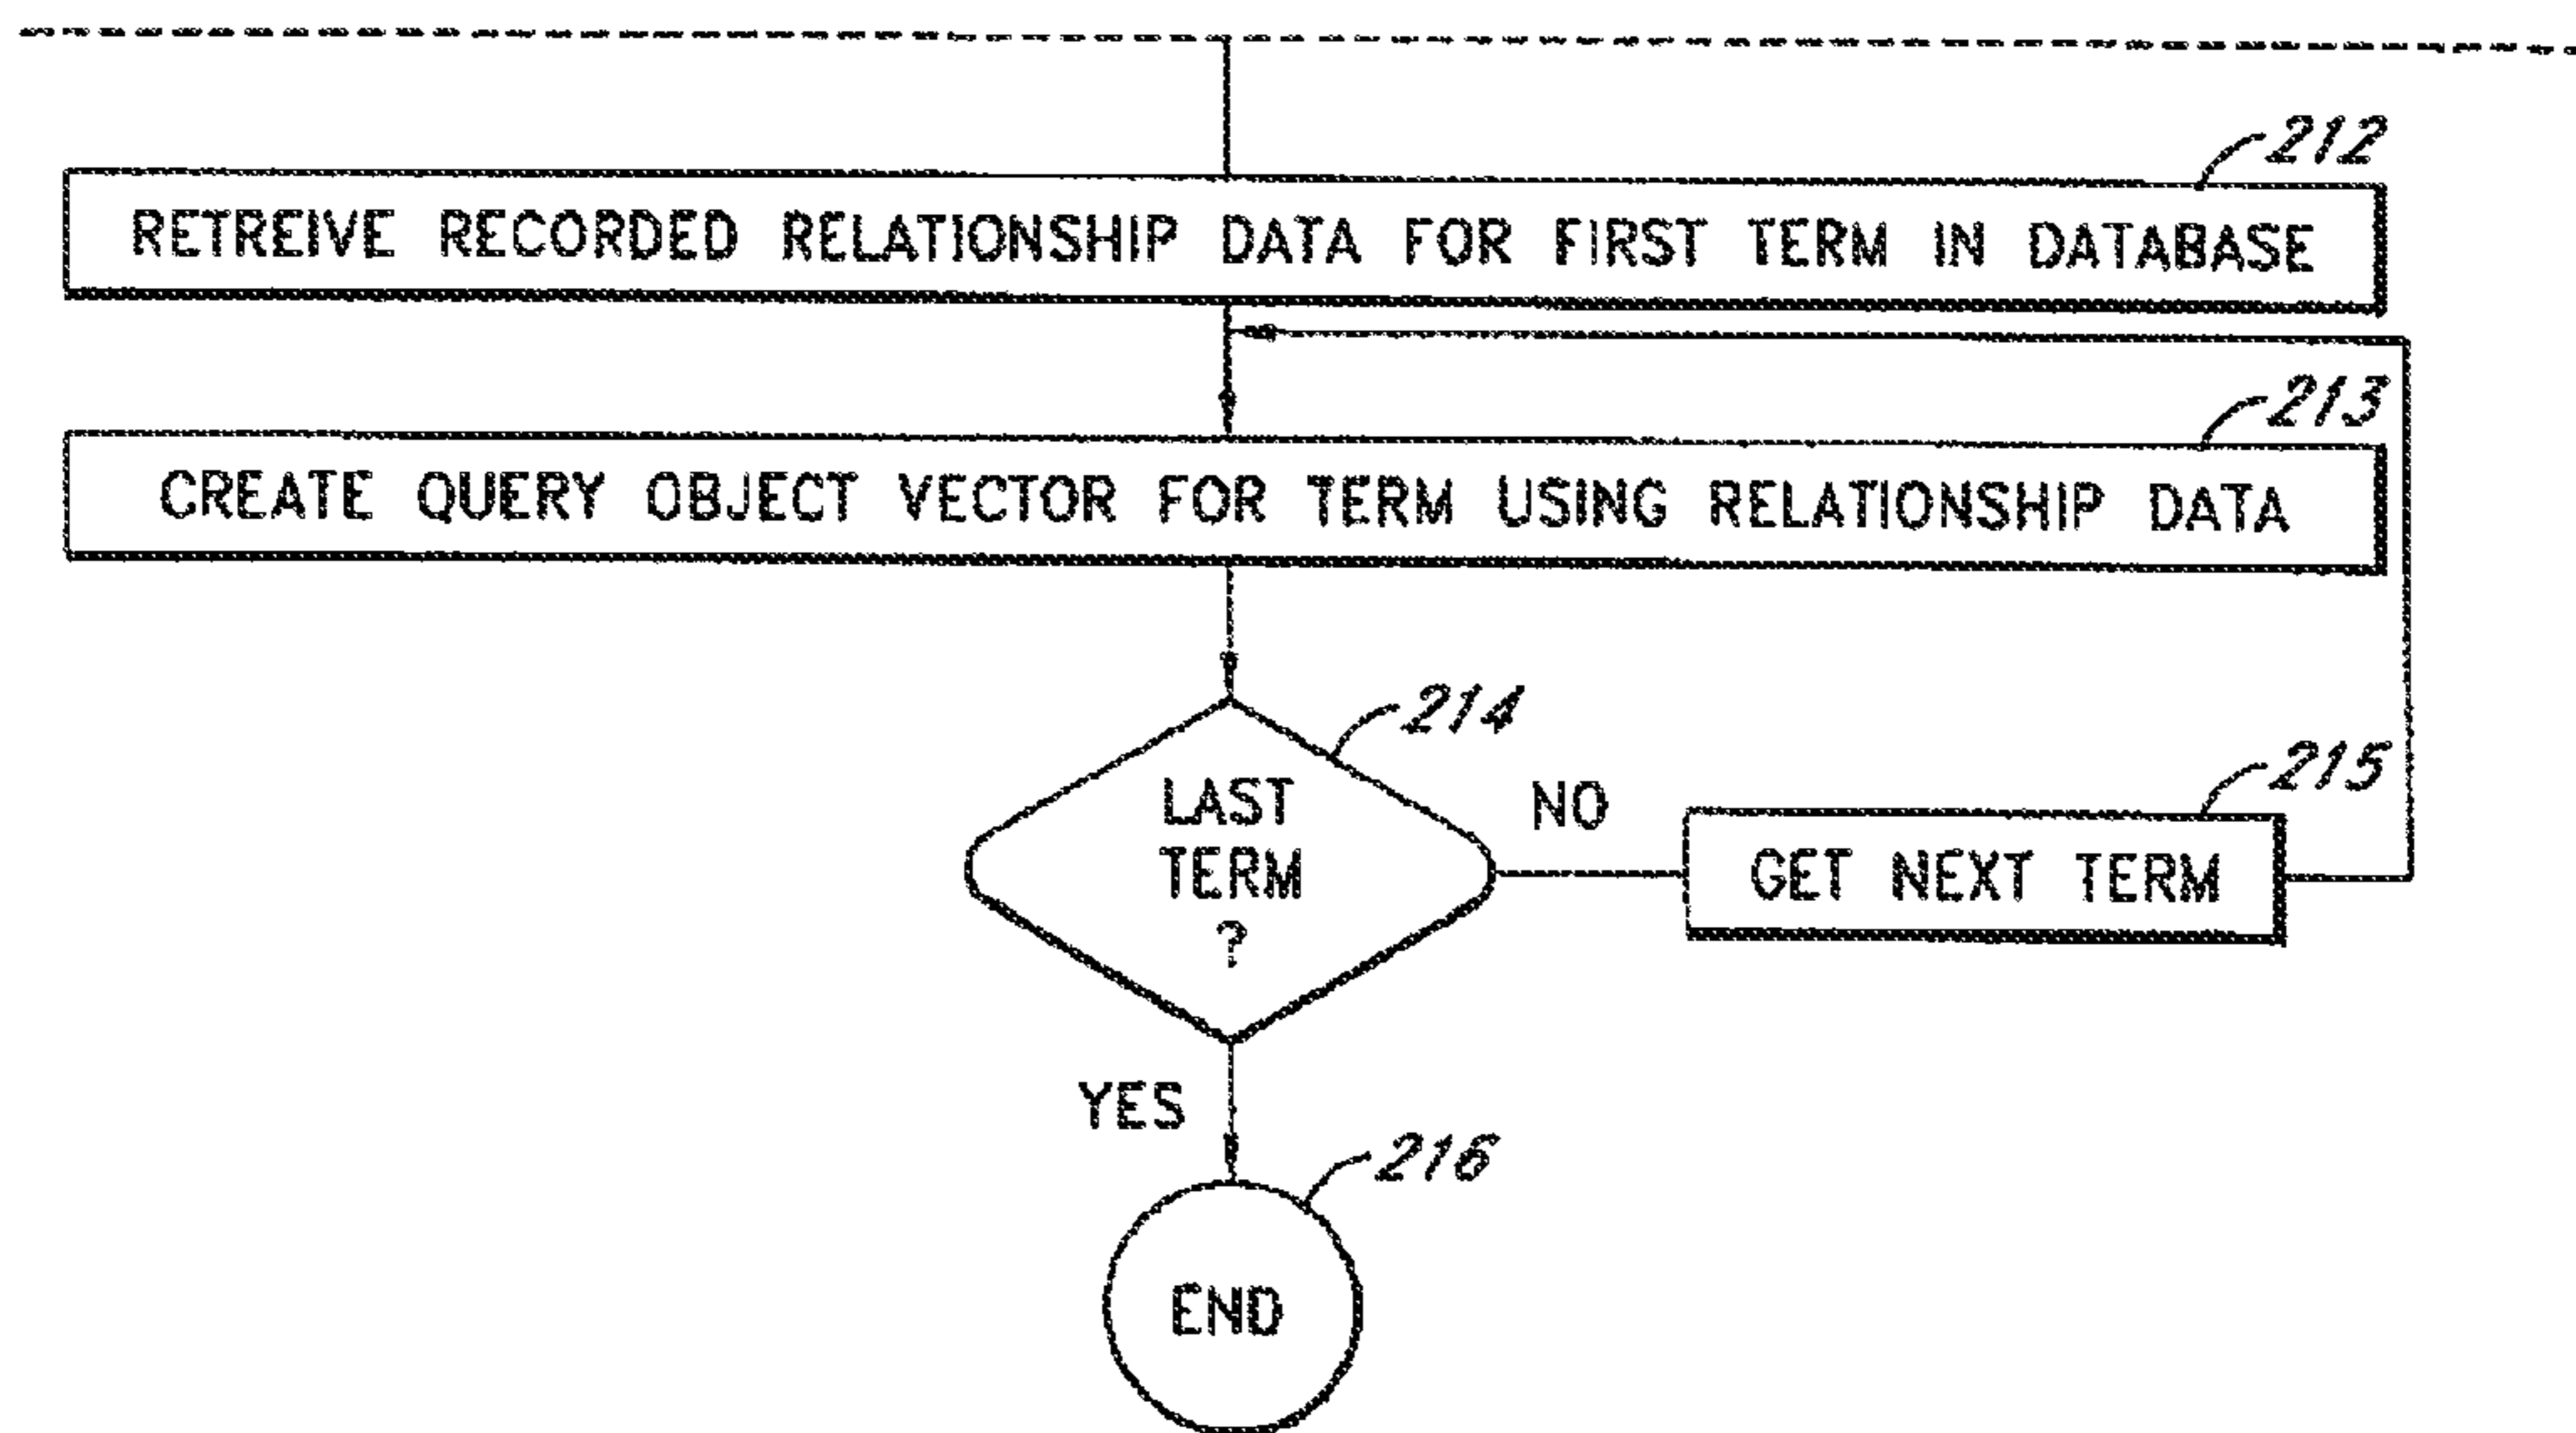 212
RETREIVE RECORDED RELATIONSHIP DATA FOR FIRST TERM IN DATABASE
213
CREATE QUERY OBJECT VECTOR FOR TERM USING RELATIONSHIP DATA
214
LAST
TERM
?
NO
215
GET NEXT TERM
YES
216
END